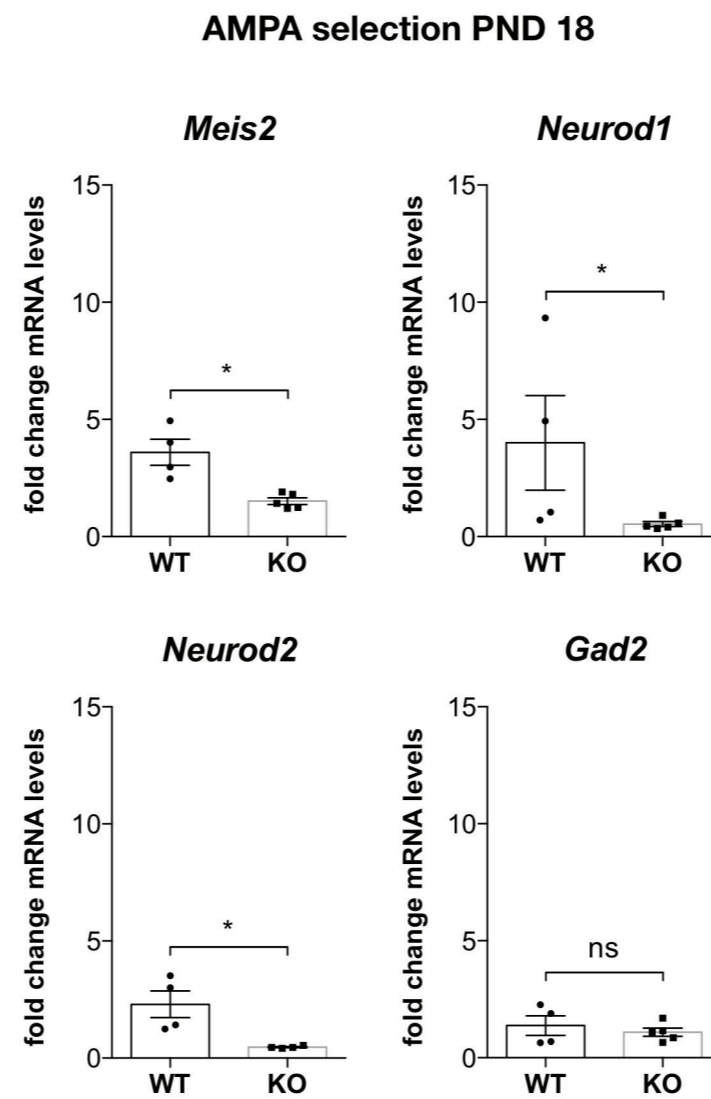 AMPA selection PND 18
Meis2
fold change mRNA levels
15
10
5
0
*
WT KO
Neurod1
fold change mRNA levels
15
10
5
0
*
WT KO
Neurod2
fold change mRNA levels
15
10
5
0
*
WT KO
Gad2
fold change mRNA levels
15
10
5
0
ns
WT KO